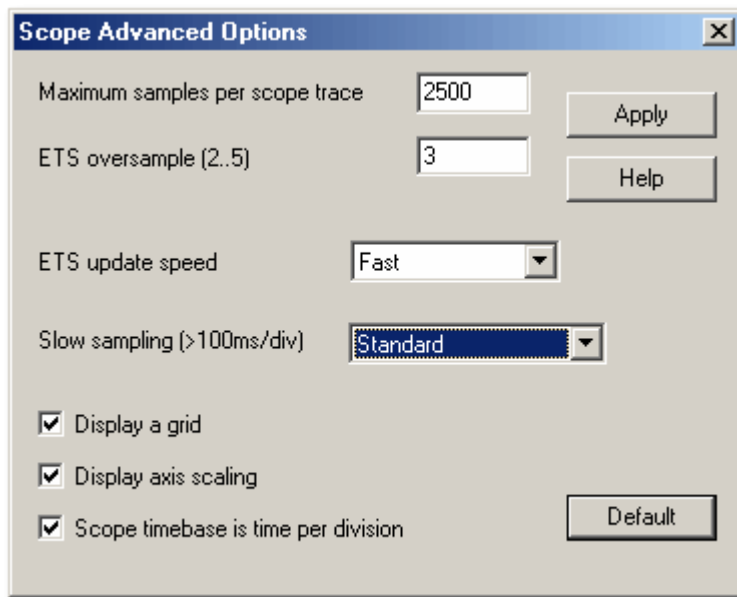 Scope Advanced Options
Maximum samples per scope trace 2500
Apply
ETS oversample (2..5) 3
Help
ETS update speed Fast
Slow sampling (>100ms/div) Standard
Display a grid
Display axis scaling
Scope timebase is time per division
Default